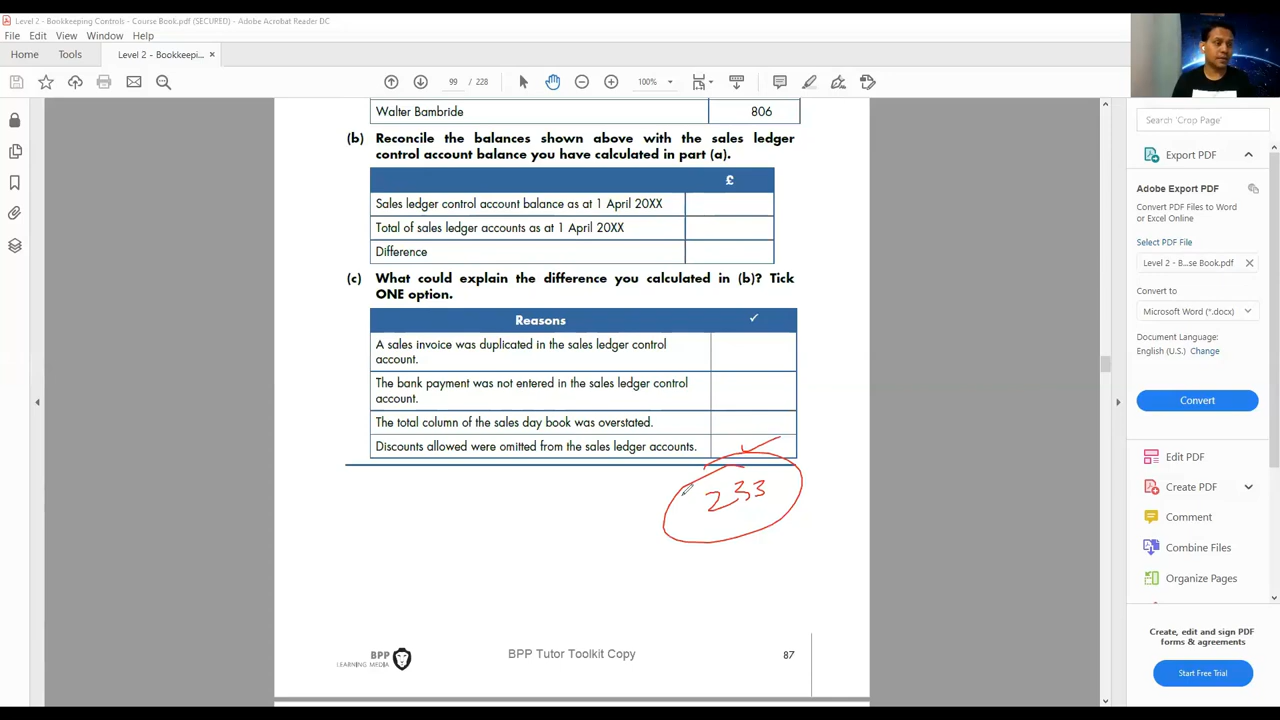 Level 2 - Bookkeeping Controls - Course Book.pdf (SECURED) - Adobe Acrobat Reader DC
File Edit View Window Help
Home Tools Level 2 - Bookkeepi... ×
99 / 228 100%
Walter Bambride 806
(b) Reconcile the balances shown above with the sales ledger
control account balance you have calculated in part (a).
£
Sales ledger control account balance as at 1 April 20XX
Total of sales ledger accounts as at 1 April 20XX
Difference
(c) What could explain the difference you calculated in (b)? Tick
ONE option.
Reasons ✓
A sales invoice was duplicated in the sales ledger control
account.
The bank payment was not entered in the sales ledger control
account.
The total column of the sales day book was overstated.
Discounts allowed were omitted from the sales ledger accounts.
233
BPP
LEARNING MEDIA
BPP Tutor Toolkit Copy
87
Search 'Crop Page'
Export PDF
Adobe Export PDF
Convert PDF Files to Word
or Excel Online
Select PDF File
Level 2 - B...se Book.pdf
Convert to
Microsoft Word (*.docx)
Document Language:
English (U.S.) Change
Convert
Edit PDF
Create PDF
Comment
Combine Files
Organize Pages
Create, edit and sign PDF
forms & agreements
Start Free Trial